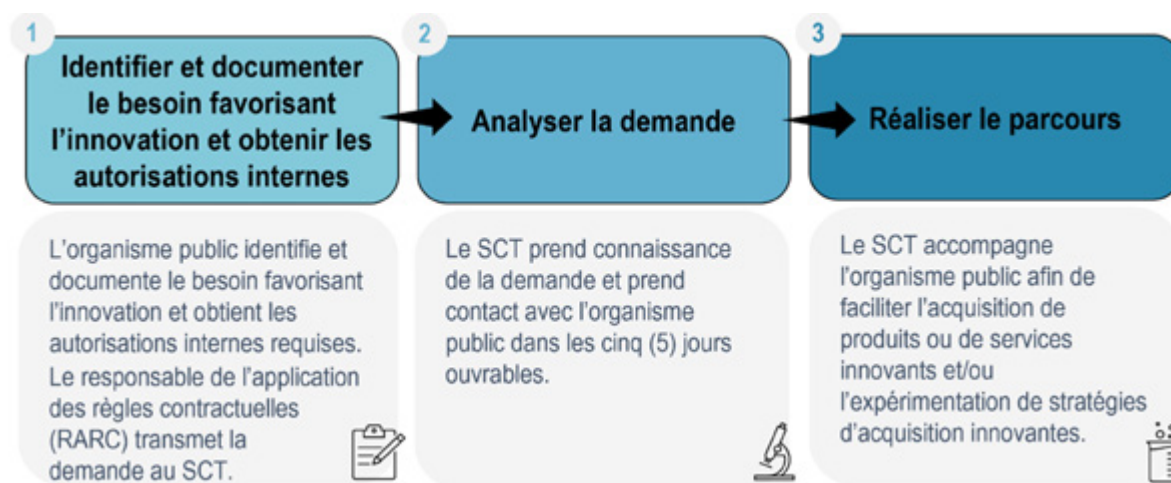 1
Identifier et documenter
le besoin favorisant
l’innovation et obtenir les
autorisations internes
L’organisme public identifie et
documente le besoin favorisant
l’innovation et obtient les
autorisations internes requises.
Le responsable de l’application
des règles contractuelles
(RARC) transmet la
demande au SCT.
2
Analyser la demande
Le SCT prend connaissance
de la demande et prend
contact avec l’organisme
public dans les cinq (5) jours
ouvrables.
3
Réaliser le parcours
Le SCT accompagne
l’organisme public afin de
faciliter l’acquisition de
produits ou de services
innovants et/ou
l’expérimentation de stratégies
d’acquisition innovantes.